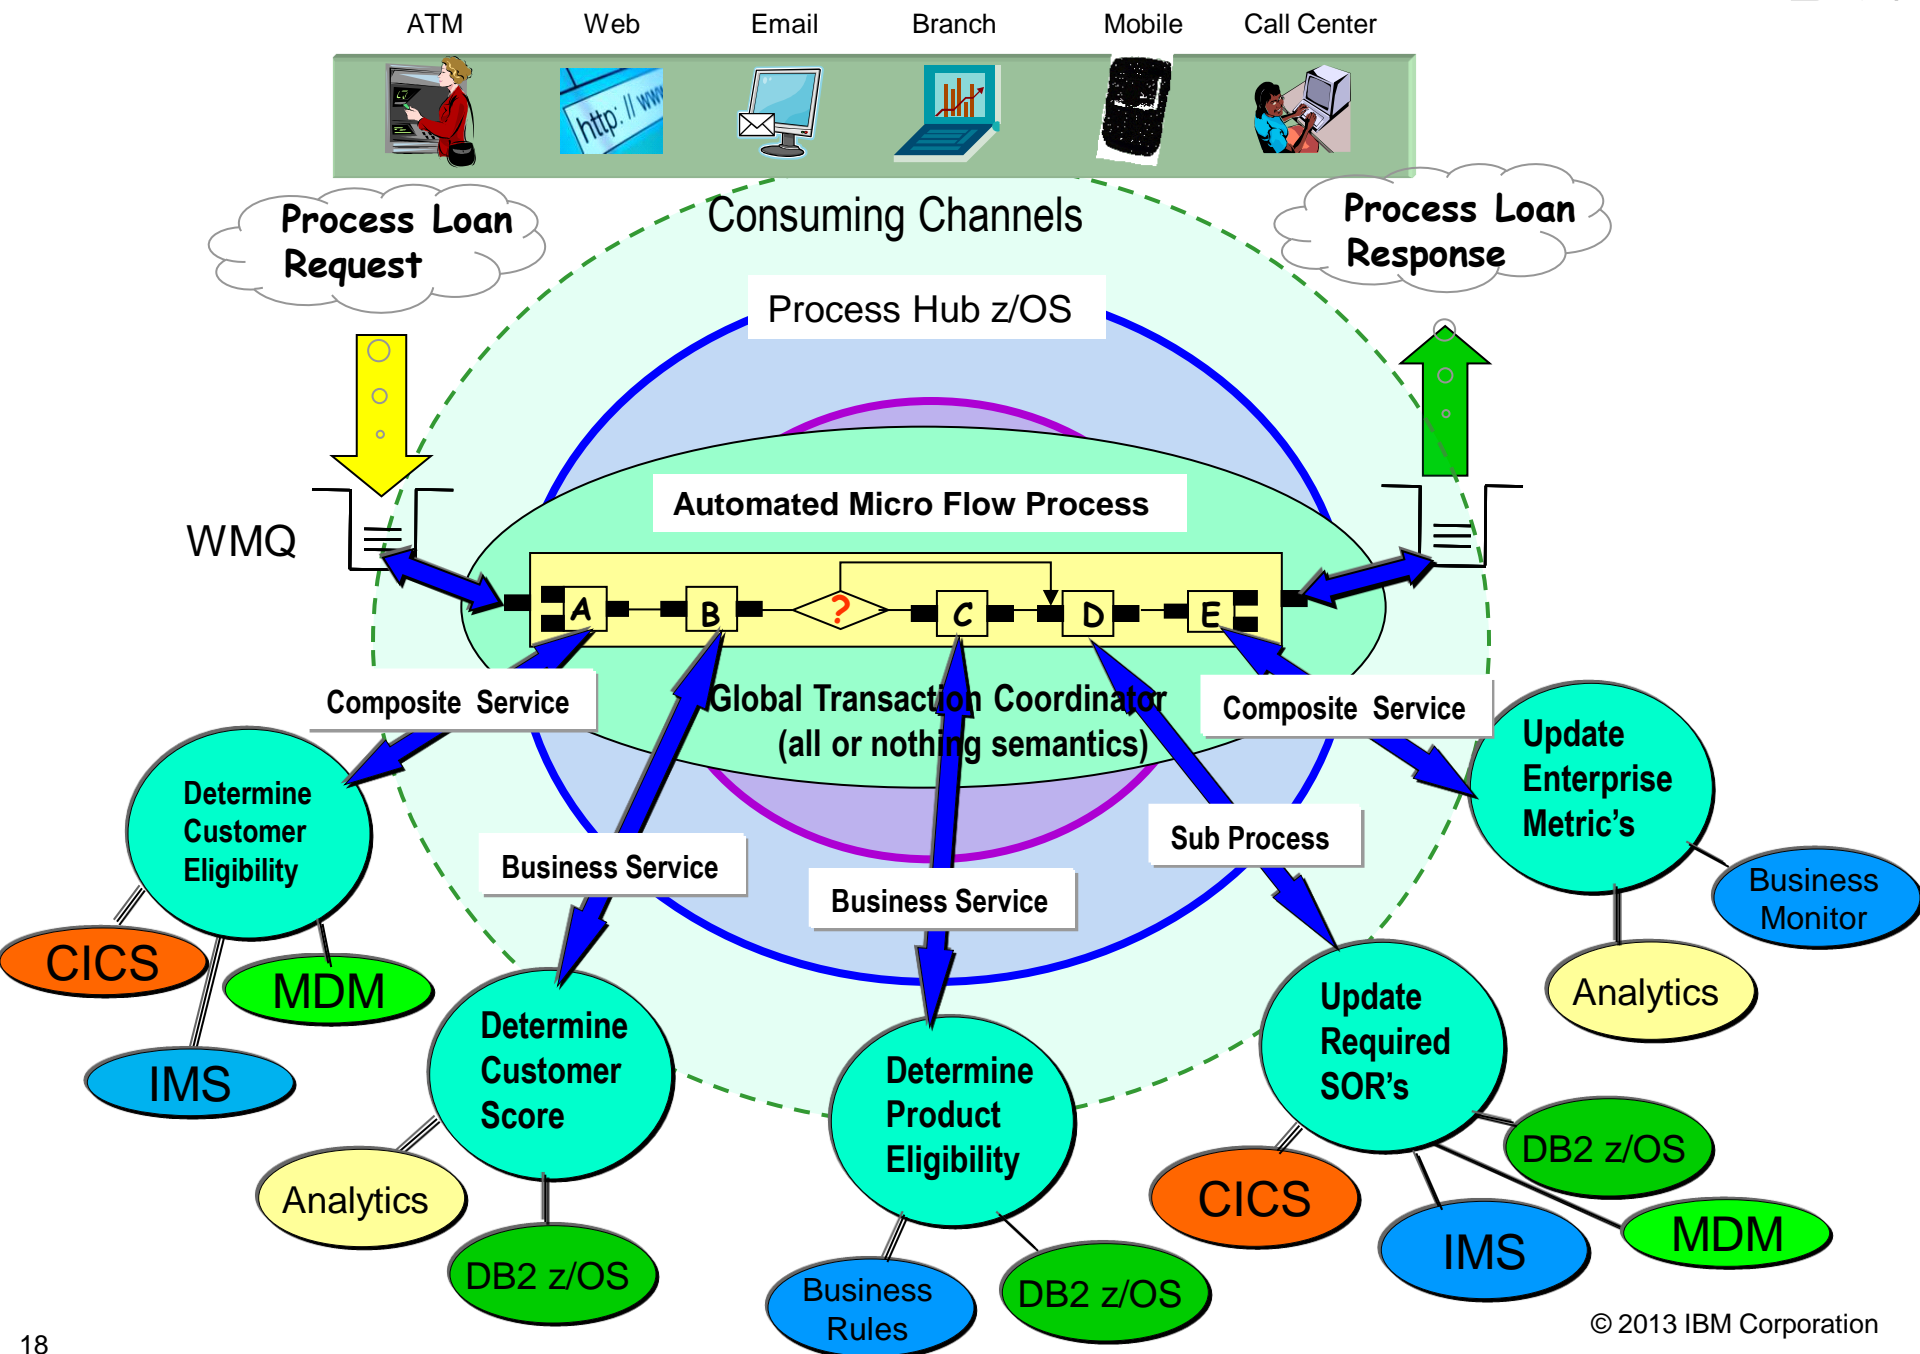 ATM
Web
Email
Branch
Mobile
Call Center
http: // www
Consuming Channels
Process Loan
Request
Process Loan
Response
Process Hub z/OS
Automated Micro Flow Process
WMQ
A
B
?
C
D
E
Global Transaction Coordinator
(all or nothing semantics)
Composite Service
Composite Service
Business Service
Business Service
Sub Process
Determine
Customer
Eligibility
CICS
MDM
IMS
Determine
Customer
Score
Analytics
DB2 z/OS
Determine
Product
Eligibility
Business
Rules
DB2 z/OS
Update
Required
SOR's
CICS
IMS
DB2 z/OS
MDM
Update
Enterprise
Metric's
Business
Monitor
Analytics
© 2013 IBM Corporation
18